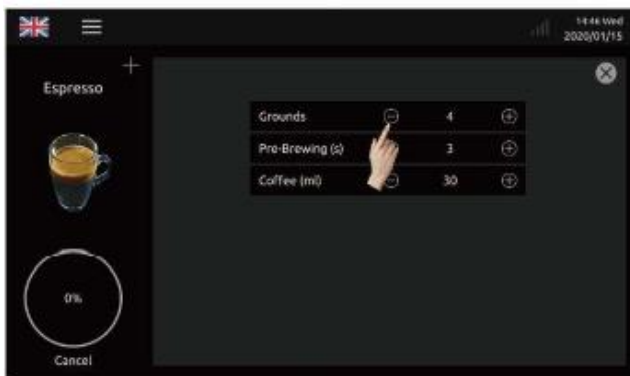 14:46 Wed
2020/01/15
Espresso
Grounds 4
Pre-Brewing (s) 3
Coffee (ml) 30
0%
Cancel